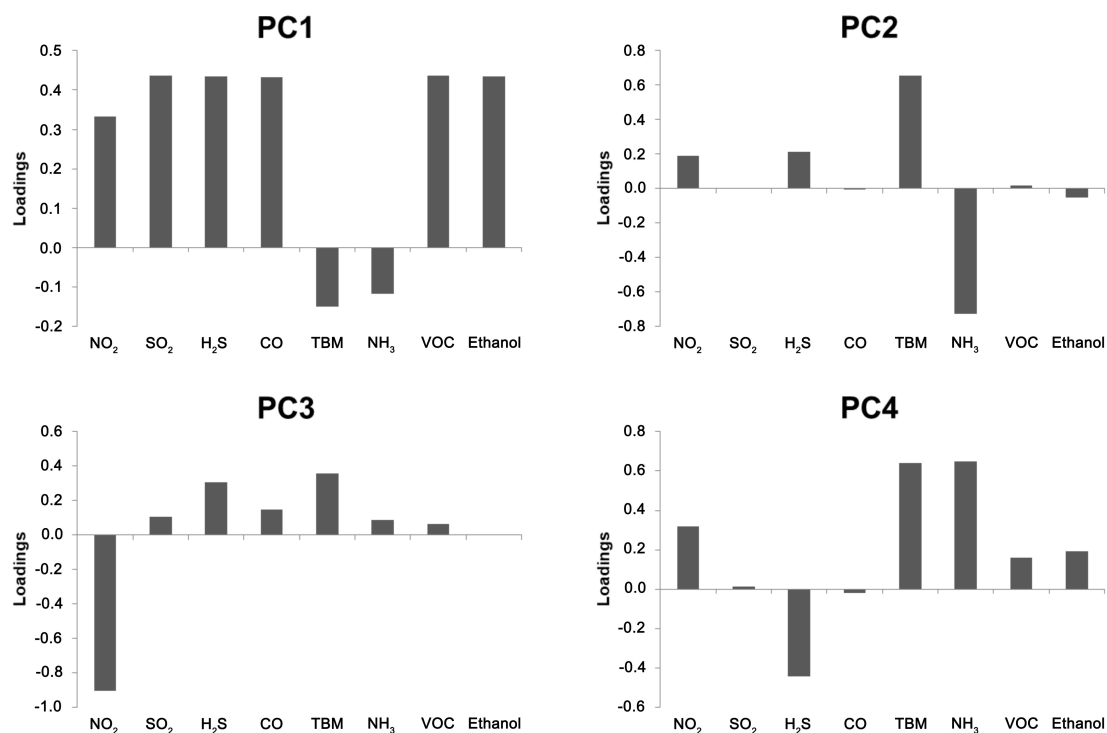 PC1
0.5
0.4
0.3
0.2
0.1
0.0
-0.1
-0.2
Loadings
NO₂ SO₂ H₂S CO TBM NH₃ VOC Ethanol
PC2
0.8
0.6
0.4
0.2
0.0
-0.2
-0.4
-0.6
-0.8
Loadings
NO₂ SO₂ H₂S CO TBM NH₃ VOC Ethanol
PC3
0.6
0.4
0.2
0.0
-0.2
-0.4
-0.6
-0.8
-1.0
Loadings
NO₂ SO₂ H₂S CO TBM NH₃ VOC Ethanol
PC4
0.8
0.6
0.4
0.2
0.0
-0.2
-0.4
-0.6
Loadings
NO₂ SO₂ H₂S CO TBM NH₃ VOC Ethanol